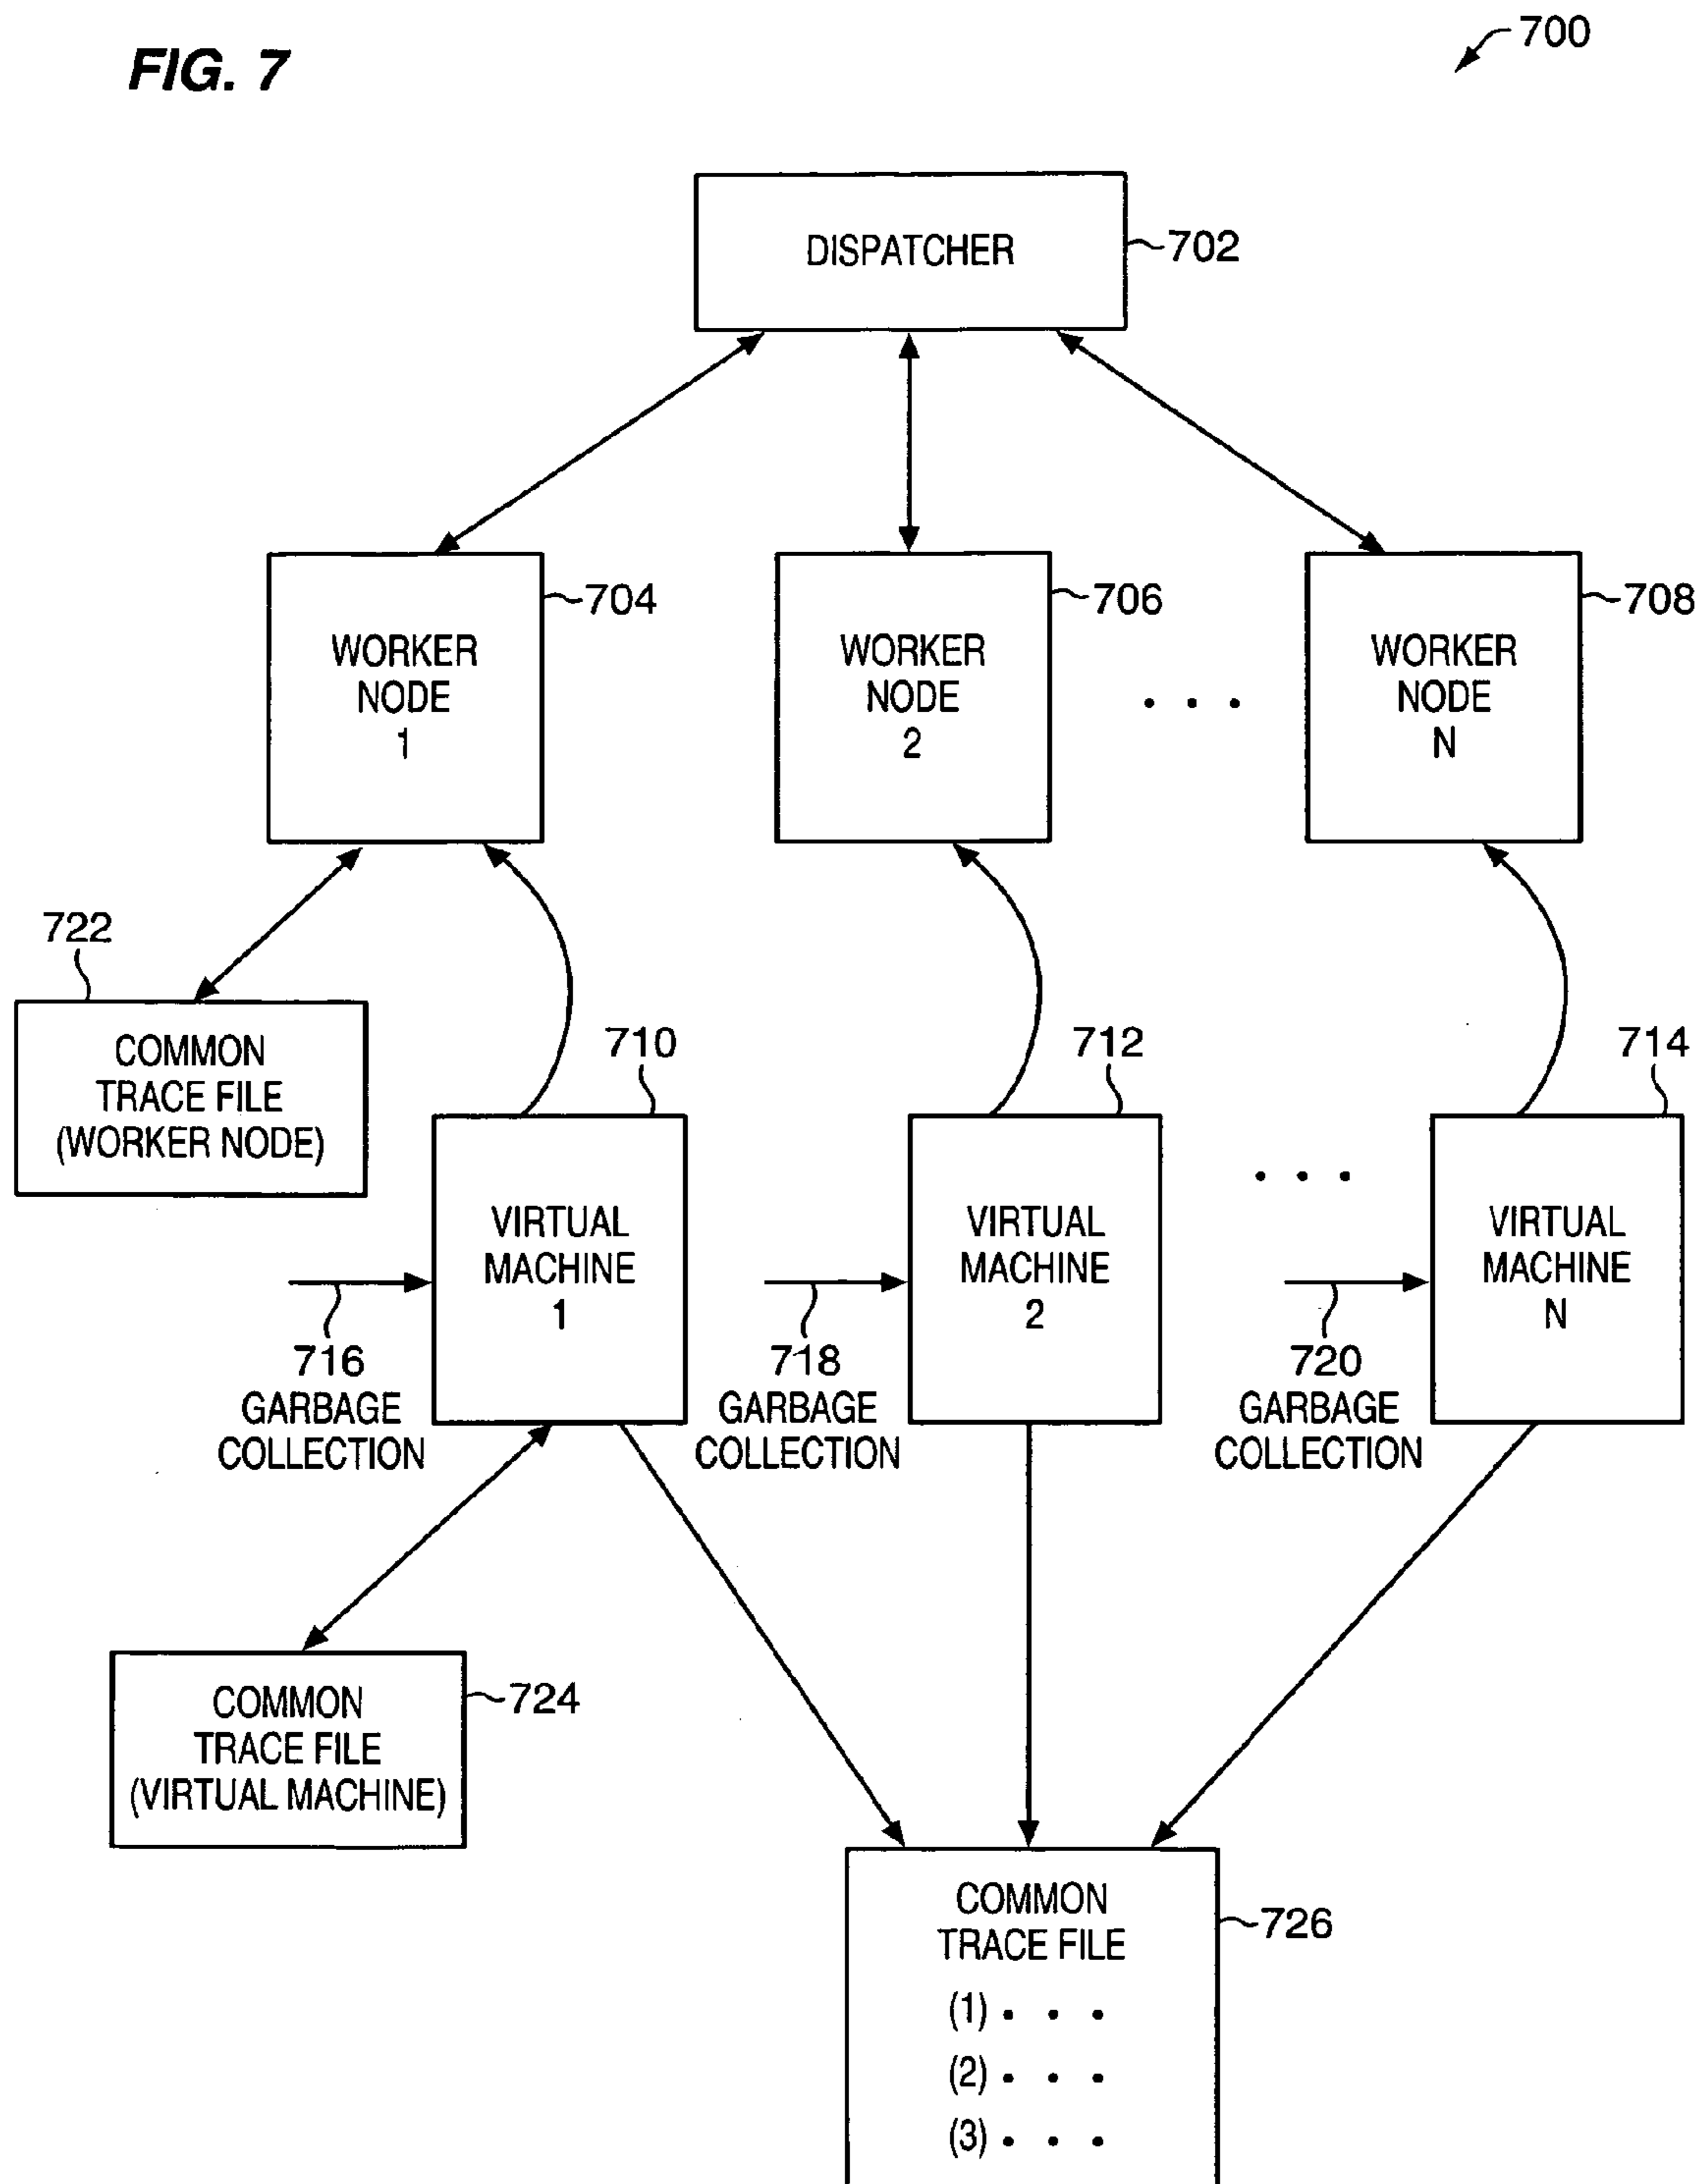 FIG. 7
700
DISPATCHER
702
WORKER
NODE
1
704
WORKER
NODE
2
706
. . .
WORKER
NODE
N
708
722
COMMON
TRACE FILE
(WORKER NODE)
710
VIRTUAL
MACHINE
1
712
VIRTUAL
MACHINE
2
. . .
714
VIRTUAL
MACHINE
N
716
GARBAGE
COLLECTION
718
GARBAGE
COLLECTION
720
GARBAGE
COLLECTION
COMMON
TRACE FILE
(VIRTUAL MACHINE)
724
COMMON
TRACE FILE
(1) . . .
(2) . . .
(3) . . .
726